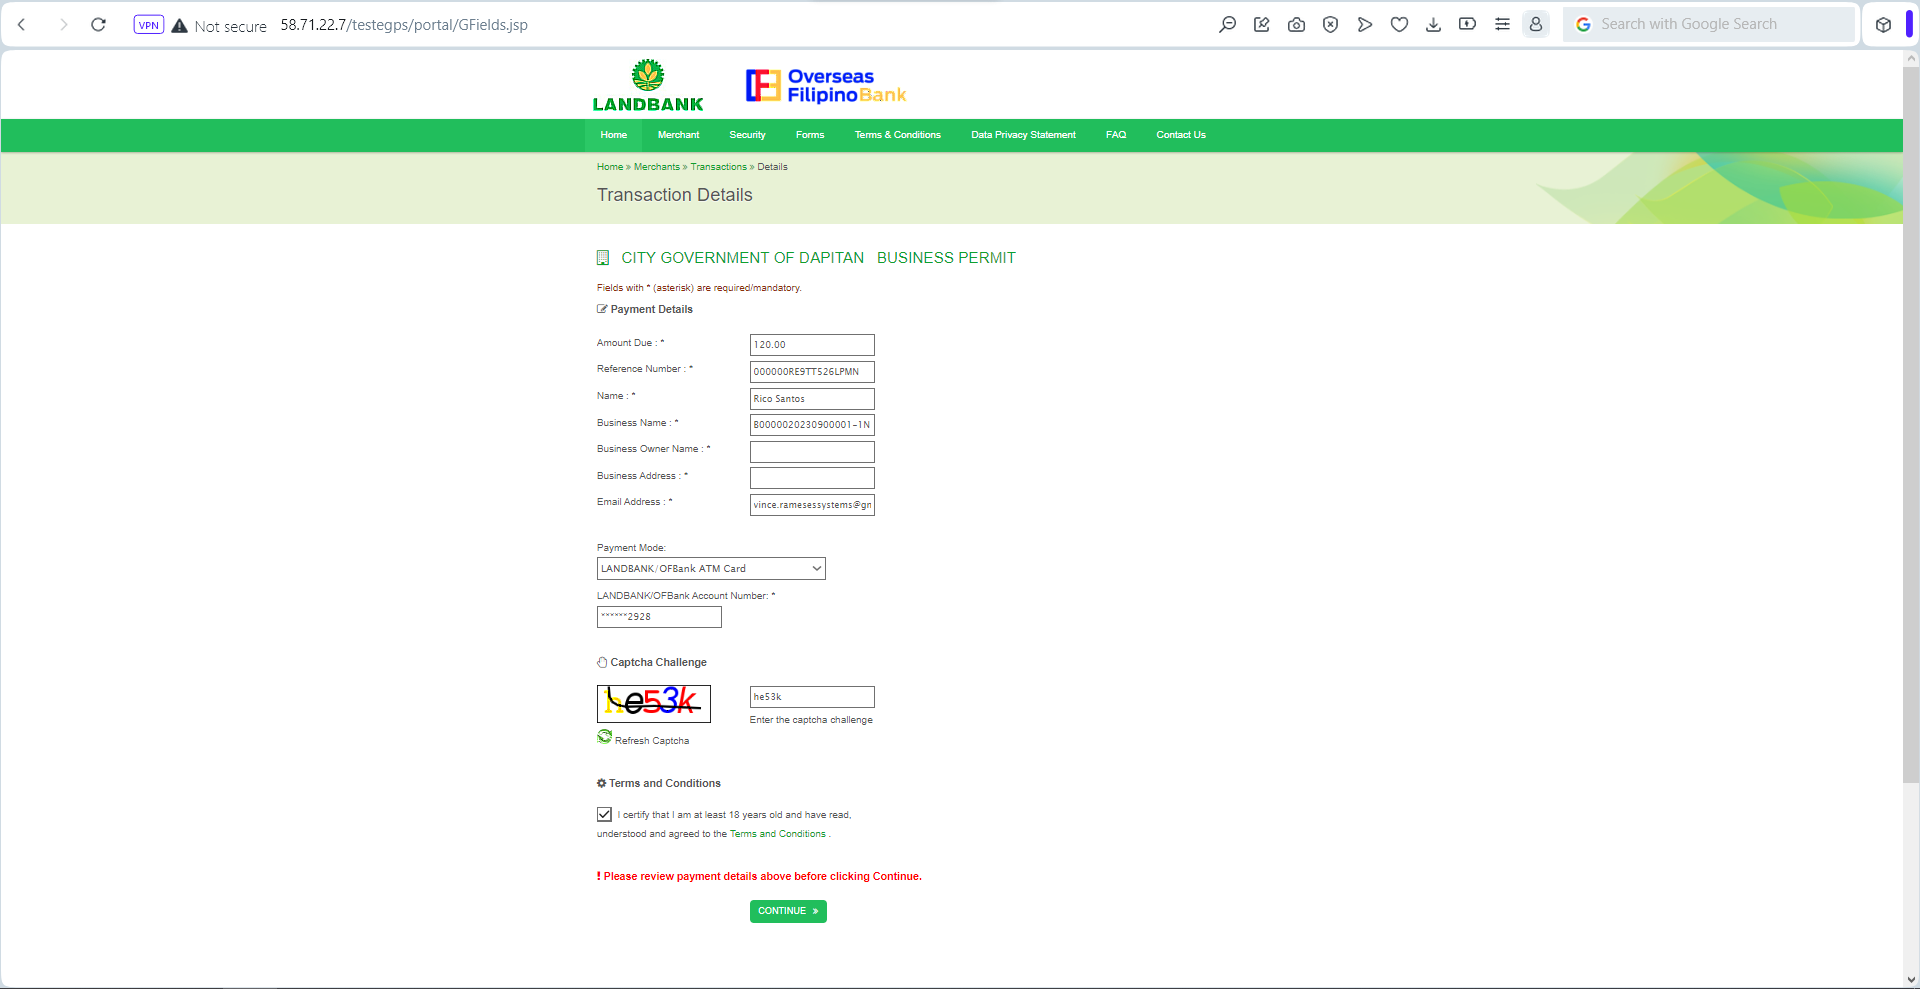 VPN Not secure 58.71.22.7/testegps/portal/GFields.jsp Search with Google Search
LANDBANK Overseas
FilipinoBank
Home Merchant Security Forms Terms & Conditions Data Privacy Statement FAQ Contact Us
Home » Merchants » Transactions » Details
Transaction Details
CITY GOVERNMENT OF DAPITAN BUSINESS PERMIT
Fields with * (asterisk) are required/mandatory.
Payment Details
Amount Due : * 120.00
Reference Number : * 000000RE9TT526LPMN
Name : * Rico Santos
Business Name : * B0000020230900001-1N
Business Owner Name : *
Business Address : *
Email Address : * vince.ramesessystems@gm
Payment Mode:
LANDBANK/OFBank ATM Card
LANDBANK/OFBank Account Number: *
******2928
Captcha Challenge
he53k he53k
Enter the captcha challenge
Refresh Captcha
Terms and Conditions
I certify that I am at least 18 years old and have read,
understood and agreed to the Terms and Conditions .
! Please review payment details above before clicking Continue.
CONTINUE »